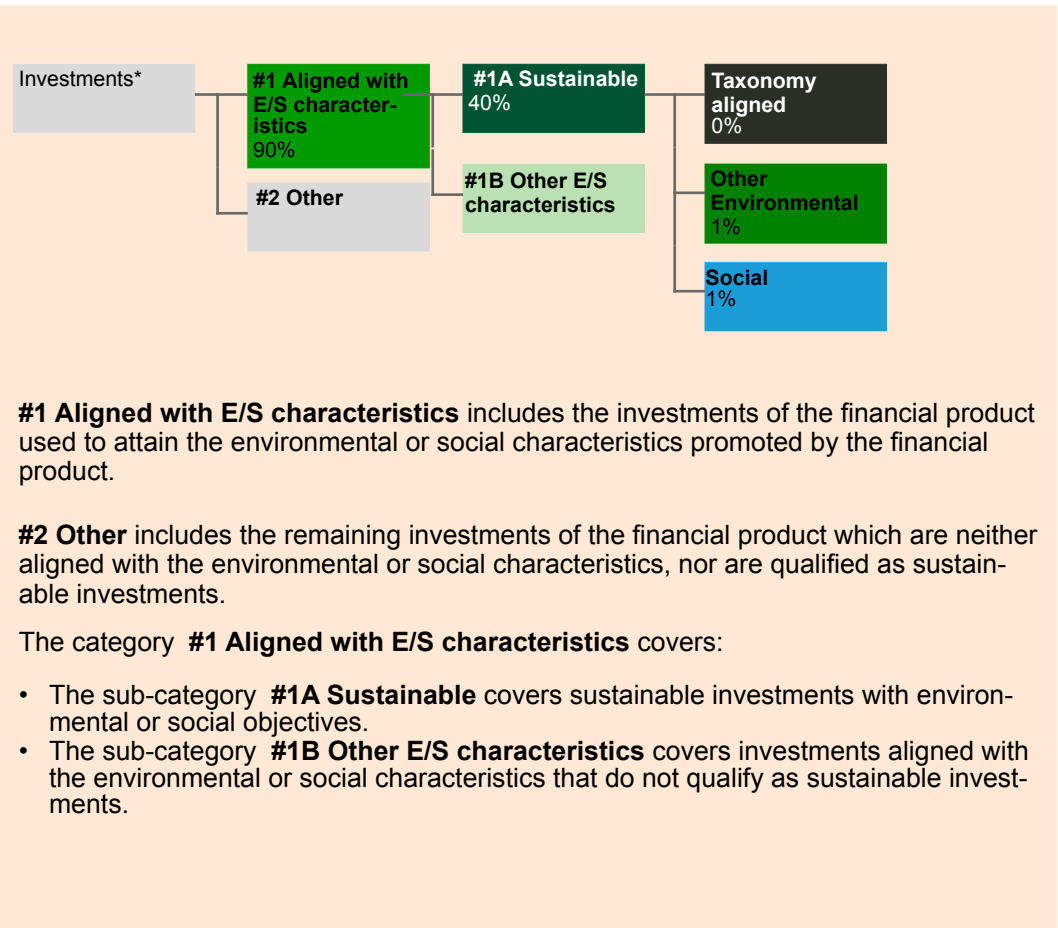 Investments*
#1 Aligned with
E/S character-
istics
90%
#2 Other
#1A Sustainable
40%
#1B Other E/S
characteristics
Taxonomy
aligned
0%
Other
Environmental
1%
Social
1%
#1 Aligned with E/S characteristics includes the investments of the financial product
used to attain the environmental or social characteristics promoted by the financial
product.
#2 Other includes the remaining investments of the financial product which are neither
aligned with the environmental or social characteristics, nor are qualified as sustain-
able investments.
The category #1 Aligned with E/S characteristics covers:
• The sub-category #1A Sustainable covers sustainable investments with environ-
mental or social objectives.
• The sub-category #1B Other E/S characteristics covers investments aligned with
the environmental or social characteristics that do not qualify as sustainable invest-
ments.